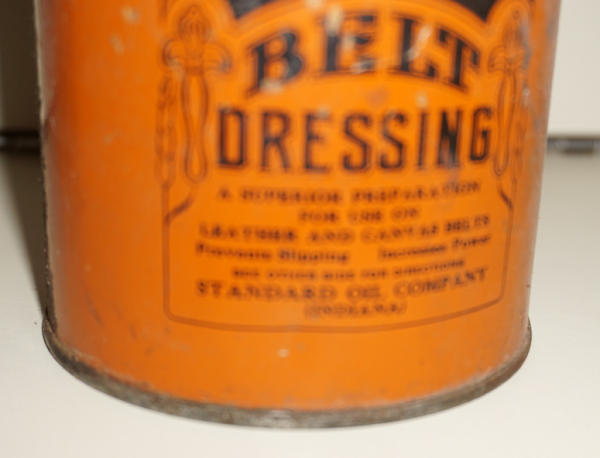 BELT
DRESSING
A SUPERIOR PREPARATION
FOR USE ON
LEATHER AND CANVAS BELTS
Prevents Slipping Increases Power
SEE OTHER SIDE FOR DIRECTIONS
STANDARD OIL COMPANY
(INDIANA)